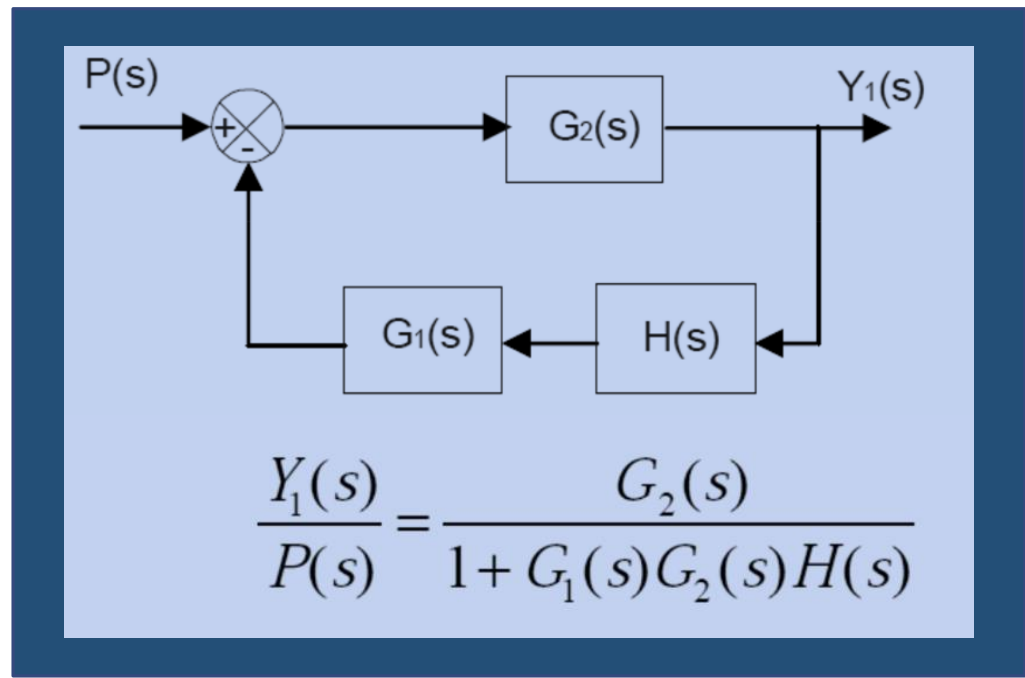 P(s)
Y₁(s)
+
-
G₂(s)
G₁(s)
H(s)
Y₁(s) / P(s) = G₂(s) / 1 + G₁(s)G₂(s)H(s)